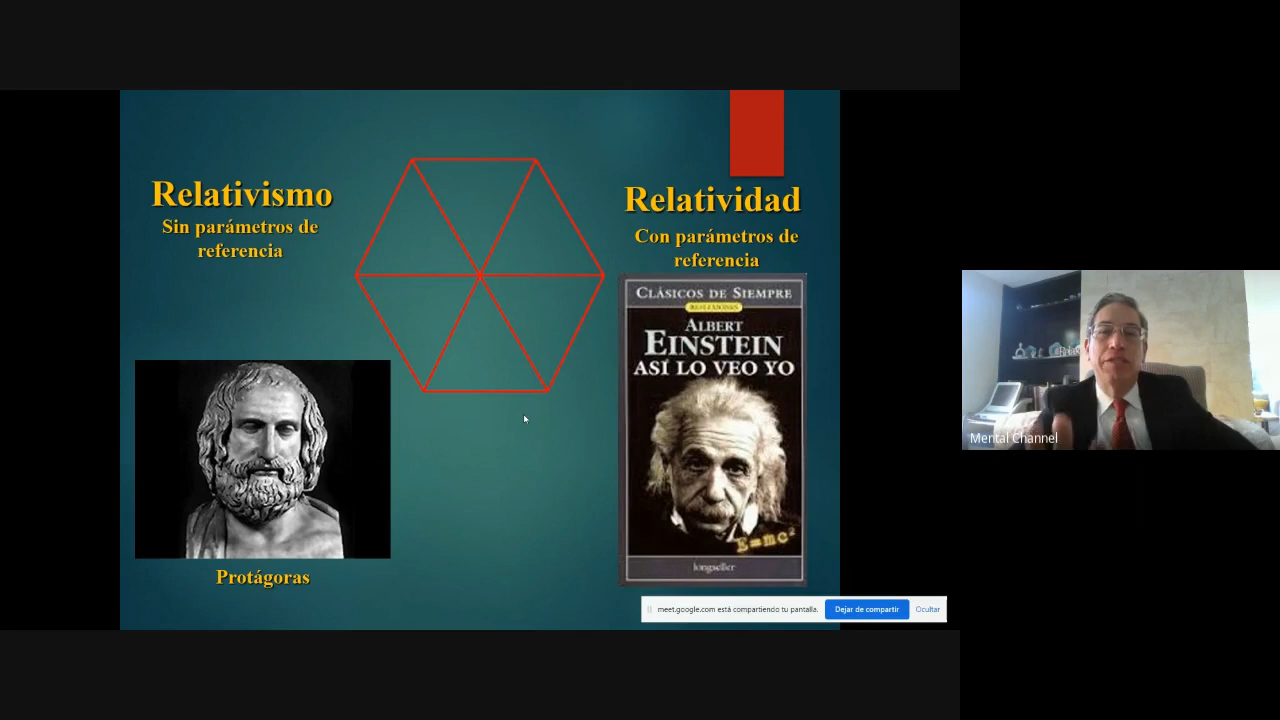 Relativismo
Sin parámetros de
referencia
Relatividad
Con parámetros de
referencia
CLÁSICOS DE SIEMPRE
ALBERT
EINSTEIN
ASÍ LO VEO YO
E=mc²
longseller
Protágoras
meet.google.com está compartiendo tu pantalla.
Dejar de compartir
Ocultar
Mental Channel